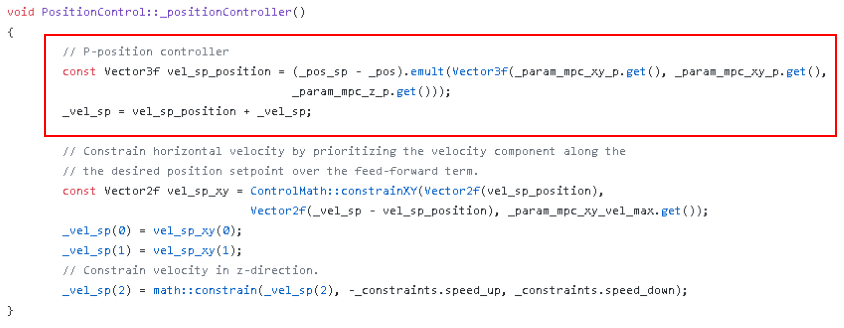 void PositionControl::_positionController()
{
// P-position controller
const Vector3f vel_sp_position = (_pos_sp - _pos).emult(Vector3f(_param_mpc_xy_p.get(), _param_mpc_xy_p.get(),
_param_mpc_z_p.get()));
_vel_sp = vel_sp_position + _vel_sp;
// Constrain horizontal velocity by prioritizing the velocity component along the
// the desired position setpoint over the feed-forward term.
const Vector2f vel_sp_xy = ControlMath::constrainXY(Vector2f(vel_sp_position),
Vector2f(_vel_sp - vel_sp_position), _param_mpc_xy_vel_max.get());
_vel_sp(0) = vel_sp_xy(0);
_vel_sp(1) = vel_sp_xy(1);
// Constrain velocity in z-direction.
_vel_sp(2) = math::constrain(_vel_sp(2), -_constraints.speed_up, _constraints.speed_down);
}